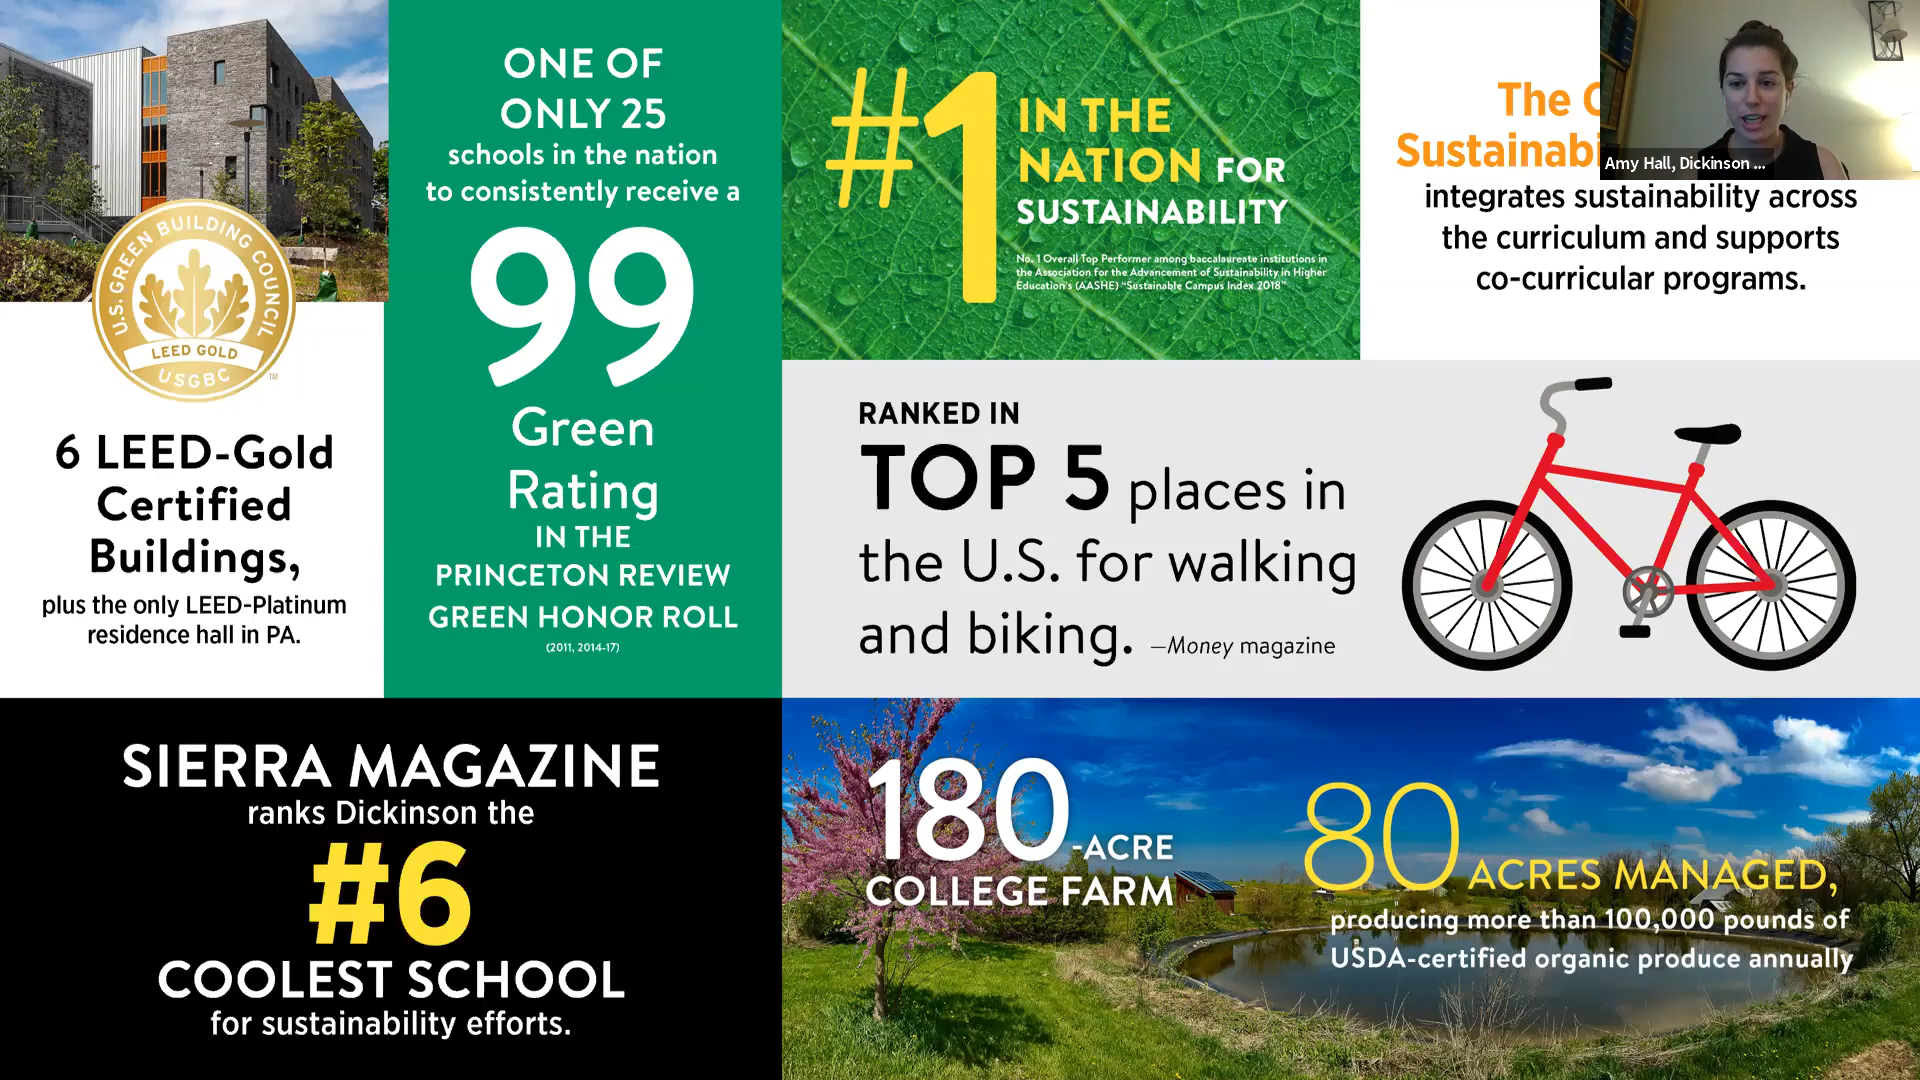 U.S. GREEN BUILDING COUNCIL
LEED GOLD
USGBC
TM
6 LEED-Gold
Certified
Buildings,
plus the only LEED-Platinum
residence hall in PA.
ONE OF
ONLY 25
schools in the nation
to consistently receive a
99
Green
Rating
IN THE
PRINCETON REVIEW
GREEN HONOR ROLL
(2011, 2014-17)
#1 IN THE
NATION FOR
SUSTAINABILITY
No. 1 Overall Top Performer among baccalaureate institutions in
the Association for the Advancement of Sustainability in Higher
Education's (AASHE) "Sustainable Campus Index 2018"
The
integrates sustainability across
the curriculum and supports
co-curricular programs.
Amy Hall, Dickinson ...
RANKED IN
TOP 5 places in
the U.S. for walking
and biking. —Money magazine
SIERRA MAGAZINE
ranks Dickinson the
#6
COOLEST SCHOOL
for sustainability efforts.
180-ACRE
COLLEGE FARM
80 ACRES MANAGED,
producing more than 100,000 pounds of
USDA-certified organic produce annually